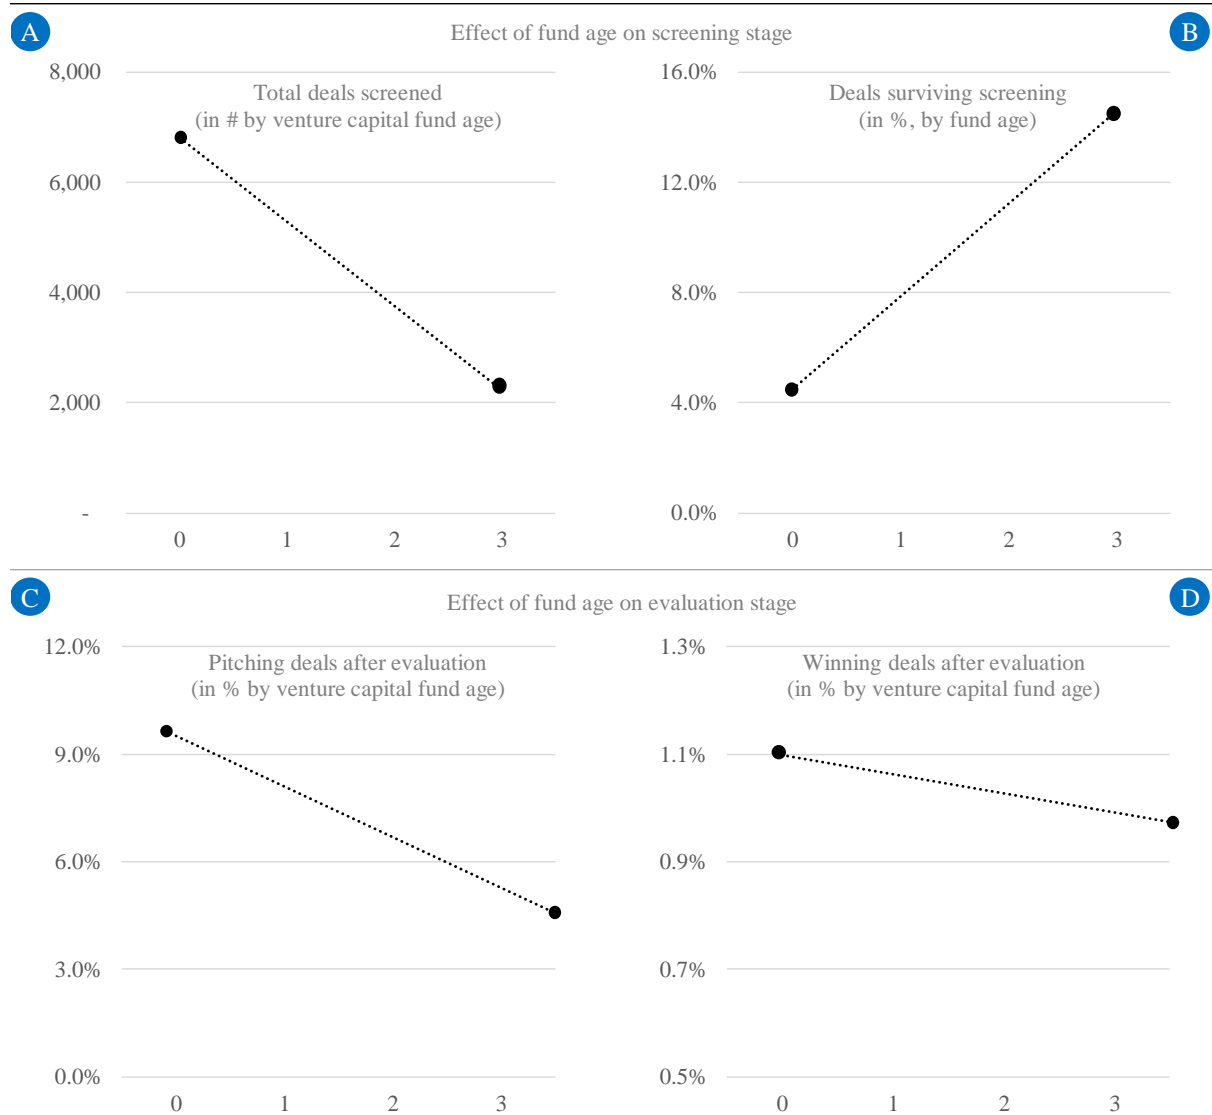 A
Effect of fund age on screening stage
B
8,000
Total deals screened
(in # by venture capital fund age)
6,000
4,000
2,000
-
0 1 2 3
16.0%
Deals surviving screening
(in %, by fund age)
12.0%
8.0%
4.0%
0.0%
0 1 2 3
C
Effect of fund age on evaluation stage
D
12.0%
Pitching deals after evaluation
(in % by venture capital fund age)
9.0%
6.0%
3.0%
0.0%
0 1 2 3
1.3%
Winning deals after evaluation
(in % by venture capital fund age)
1.1%
0.9%
0.7%
0.5%
0 1 2 3